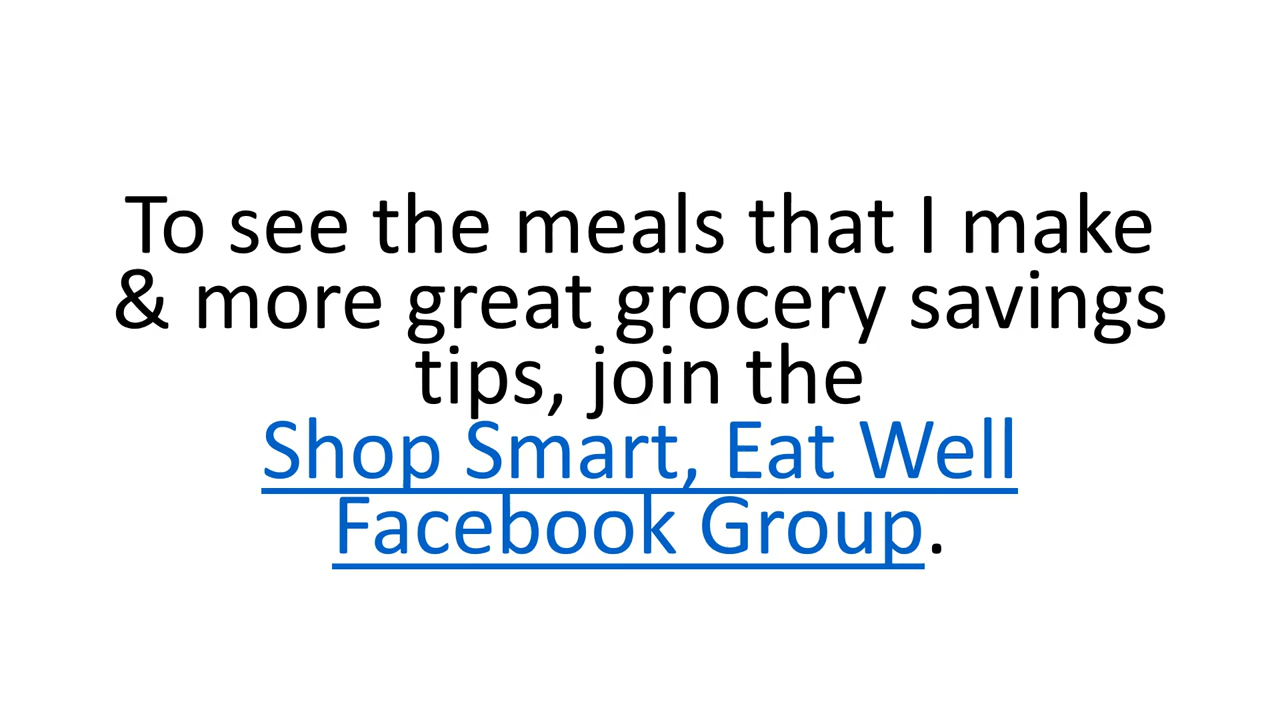 To see the meals that I make
& more great grocery savings
tips, join the
Shop Smart, Eat Well
Facebook Group.